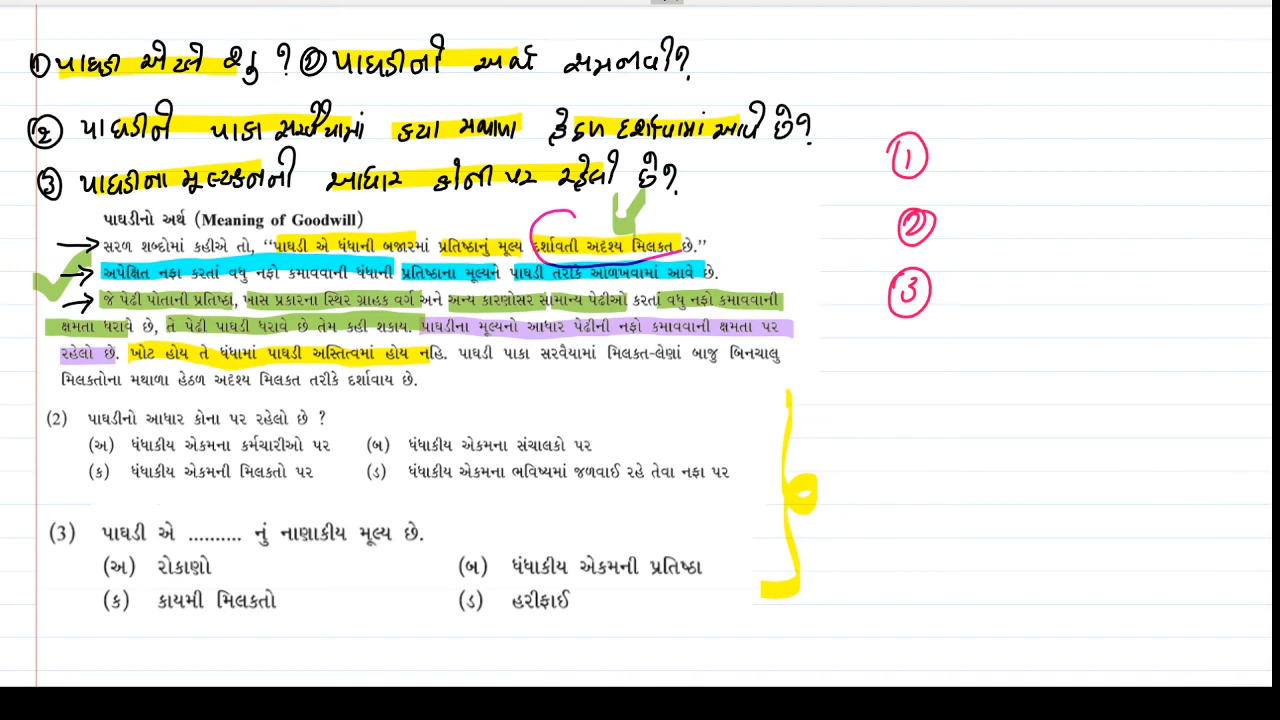 ① પાઘડી એટલે શું ? ① પાઘડીનો અર્થ સમજાવો?
② પાઘડીને પાકા સરવૈયામાં કયા મથાળા હેઠળ દર્શાવવામાં આવે છે?
③ પાઘડીના મૂલ્યાંકનનો આધાર કોની પર રહેલો છે?
①
②
③
પાઘડીનો અર્થ (Meaning of Goodwill)
સરળ શબ્દોમાં કહીએ તો, ‘‘પાઘડી એ ધંધાની બજારમાં પ્રતિષ્ઠાનું મૂલ્ય દર્શાવતી અદૃશ્ય મિલકત છે.’’
અપેક્ષિત નફા કરતાં વધુ નફો કમાવવાની ધંધાની પ્રતિષ્ઠાના મૂલ્યને પાઘડી તરીકે ઓળખવામાં આવે છે.
જે પેઢી પોતાની પ્રતિષ્ઠા, ખાસ પ્રકારના સ્થિર ગ્રાહક વર્ગ અને અન્ય કારણોસર સામાન્ય પેઢીઓ કરતાં વધુ નફો કમાવવાની
ક્ષમતા ધરાવે છે, તે પેઢી પાઘડી ધરાવે છે તેમ કહી શકાય. પાઘડીના મૂલ્યનો આધાર પેઢીની નફો કમાવવાની ક્ષમતા પર
રહેલો છે. ખોટ હોય તે ધંધામાં પાઘડી અસ્તિત્વમાં હોય નહિ. પાઘડી પાકા સરવૈયામાં મિલકત-લેણાં બાજુ બિનચાલુ
મિલકતોના મથાળા હેઠળ અદૃશ્ય મિલકત તરીકે દર્શાવાય છે.
(2) પાઘડીનો આધાર કોના પર રહેલો છે ?
(અ) ધંધાકીય એકમના કર્મચારીઓ પર (બ) ધંધાકીય એકમના સંચાલકો પર
(ક) ધંધાકીય એકમની મિલકતો પર (ડ) ધંધાકીય એકમના ભવિષ્યમાં જળવાઈ રહે તેવા નફા પર
(3) પાઘડી એ .......... નું નાણાકીય મૂલ્ય છે.
(અ) રોકાણો (બ) ધંધાકીય એકમની પ્રતિષ્ઠા
(ક) કાયમી મિલકતો (ડ) હરીફાઈ